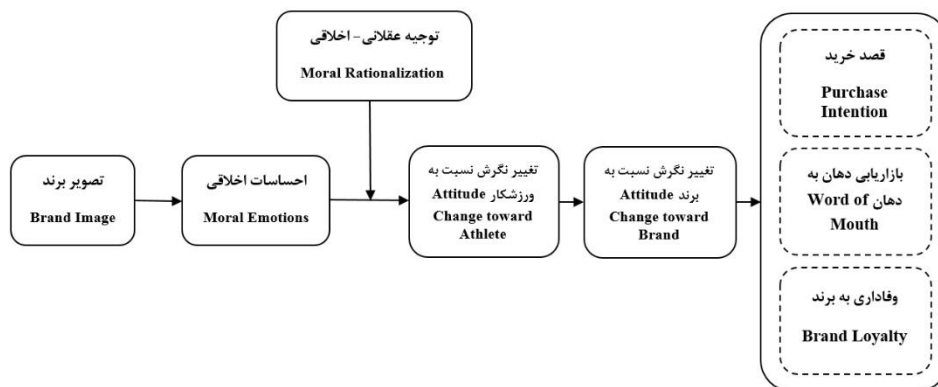 توجیه عقلانی - اخلاقی
Moral Rationalization
تصویر برند
Brand Image
احساسات اخلاقی
Moral Emotions
تغییر نگرش نسبت به
ورزشکار Attitude
Change toward
Athlete
تغییر نگرش نسبت به
برند Attitude
Change toward
Brand
قصد خرید
Purchase
Intention
بازاریابی دهان به
دهان Word of
Mouth
وفاداری به برند
Brand Loyalty